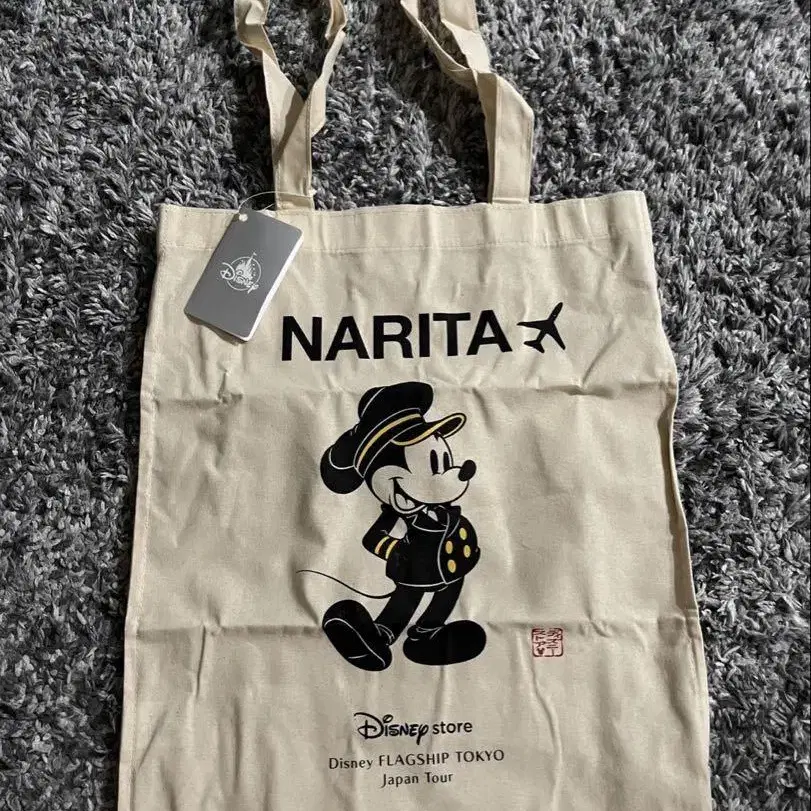 Disney
NARITA
Disney store
Disney FLAGSHIP TOKYO
Japan Tour